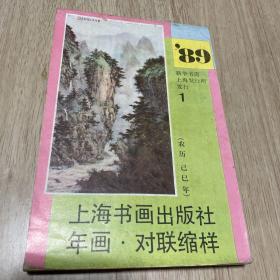 '89
新华书店
上海发行所
发行
1
(农历 己巳年)
上海书画出版社
年画·对联缩样